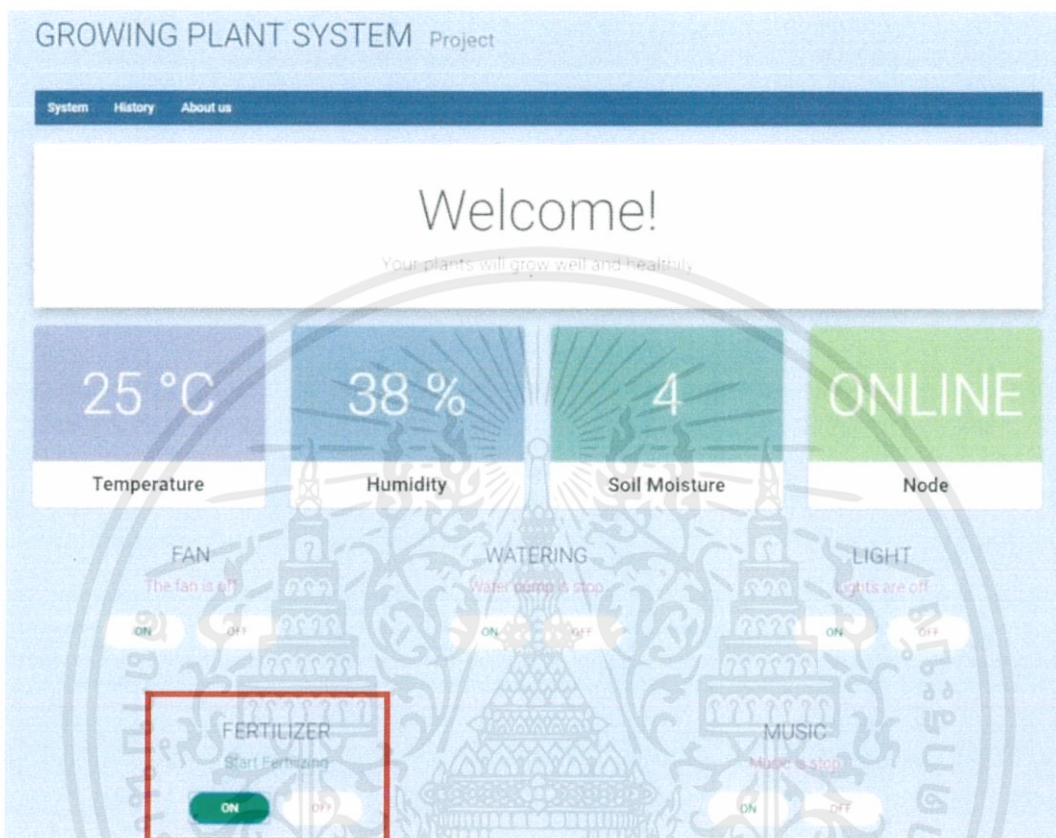 GROWING PLANT SYSTEM Project
System History About us
Welcome!
Your plants will grow well and healthily
25 °C 38 % 4 ONLINE
Temperature Humidity Soil Moisture Node
FAN WATERING LIGHT
The fan is off Water pump is stop Lights are off
ON OFF ON OFF ON OFF
FERTILIZER MUSIC
Start Fertilizing Music is stop
ON OFF ON OFF